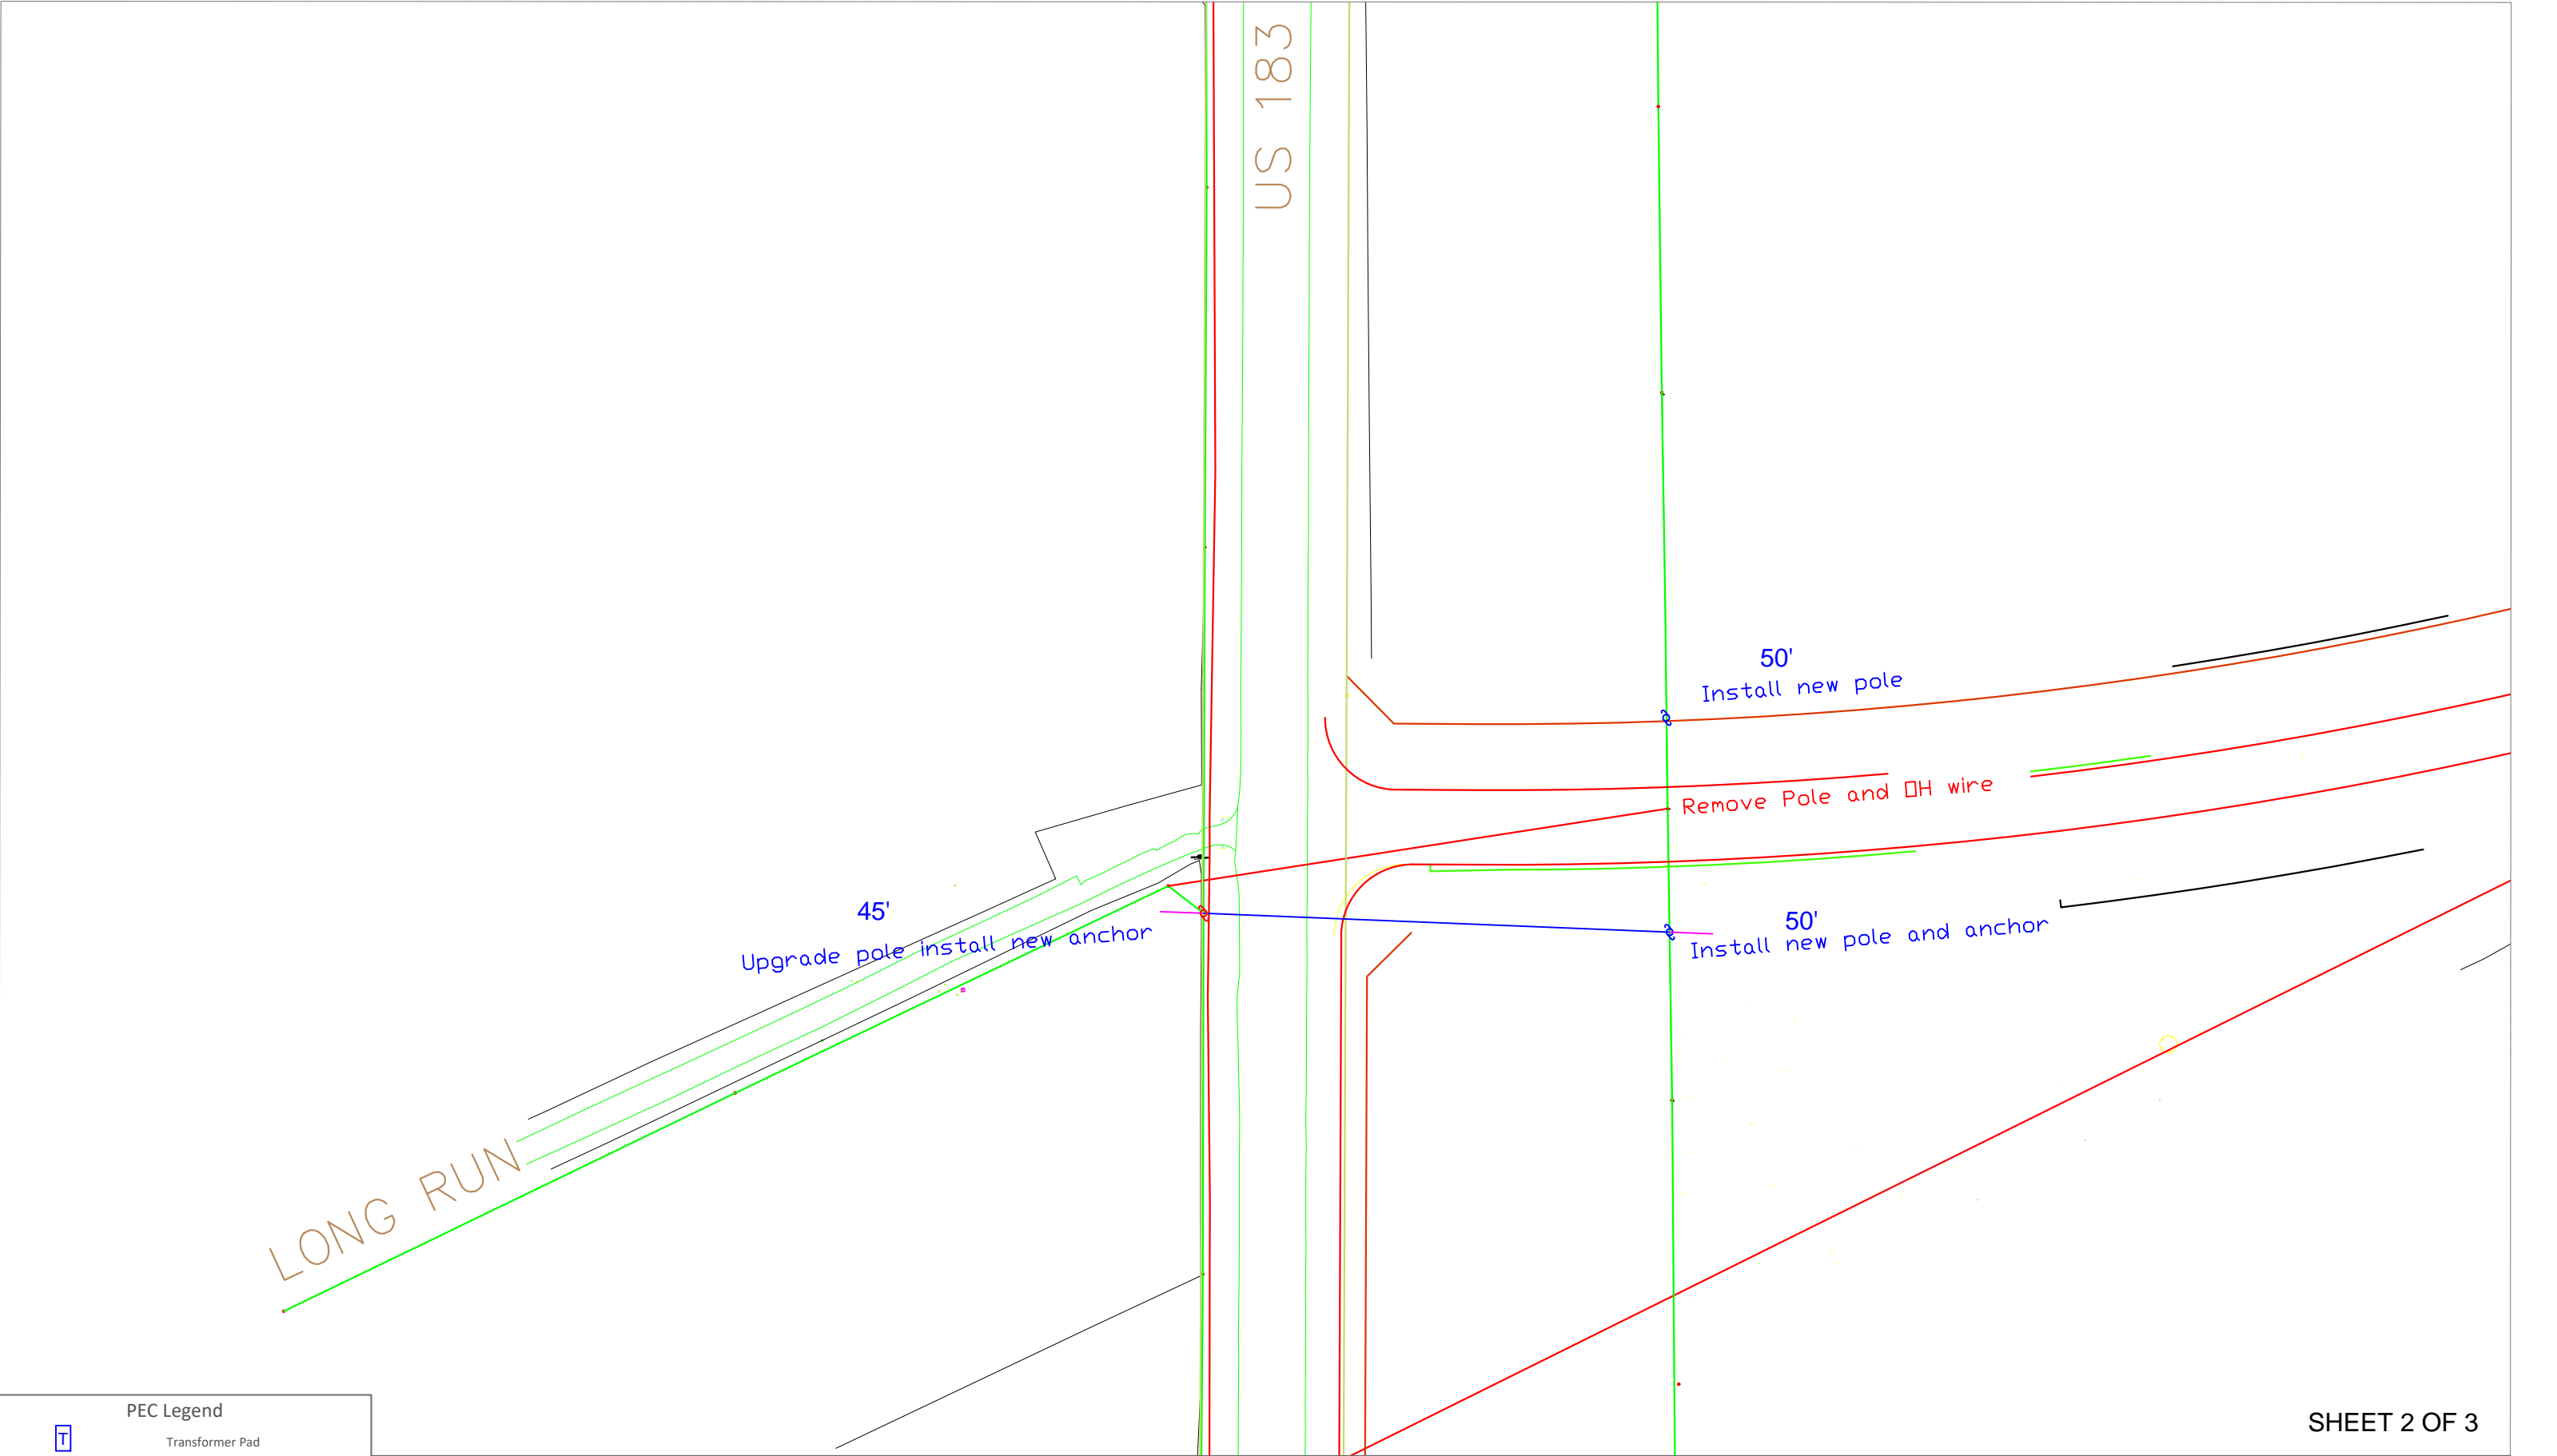 US 183
50'
Install new pole
Remove Pole and OH wire
45'
Upgrade pole install new anchor
50'
Install new pole and anchor
LONG RUN
PEC Legend
T
Transformer Pad
SHEET 2 OF 3